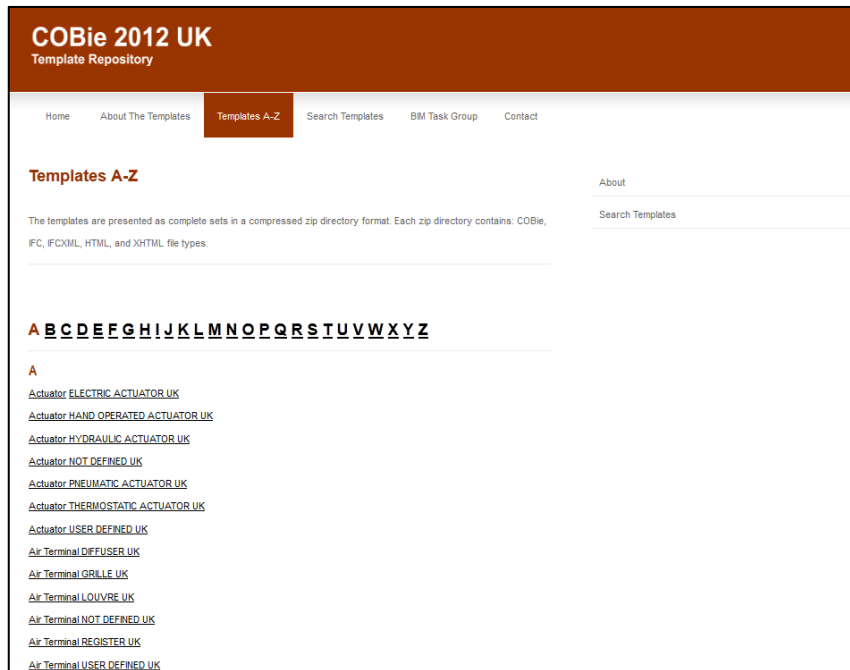 COBie 2012 UK
Template Repository
Home About The Templates Templates A-Z Search Templates BIM Task Group Contact
Templates A-Z
The templates are presented as complete sets in a compressed zip directory format. Each zip directory contains: COBie,
IFC, IFCXML, HTML, and XHTML file types.
About
Search Templates
A B C D E F G H I J K L M N O P Q R S T U V W X Y Z
A
Actuator ELECTRIC ACTUATOR UK
Actuator HAND OPERATED ACTUATOR UK
Actuator HYDRAULIC ACTUATOR UK
Actuator NOT DEFINED UK
Actuator PNEUMATIC ACTUATOR UK
Actuator THERMOSTATIC ACTUATOR UK
Actuator USER DEFINED UK
Air Terminal DIFFUSER UK
Air Terminal GRILLE UK
Air Terminal LOUVRE UK
Air Terminal NOT DEFINED UK
Air Terminal REGISTER UK
Air Terminal USER DEFINED UK